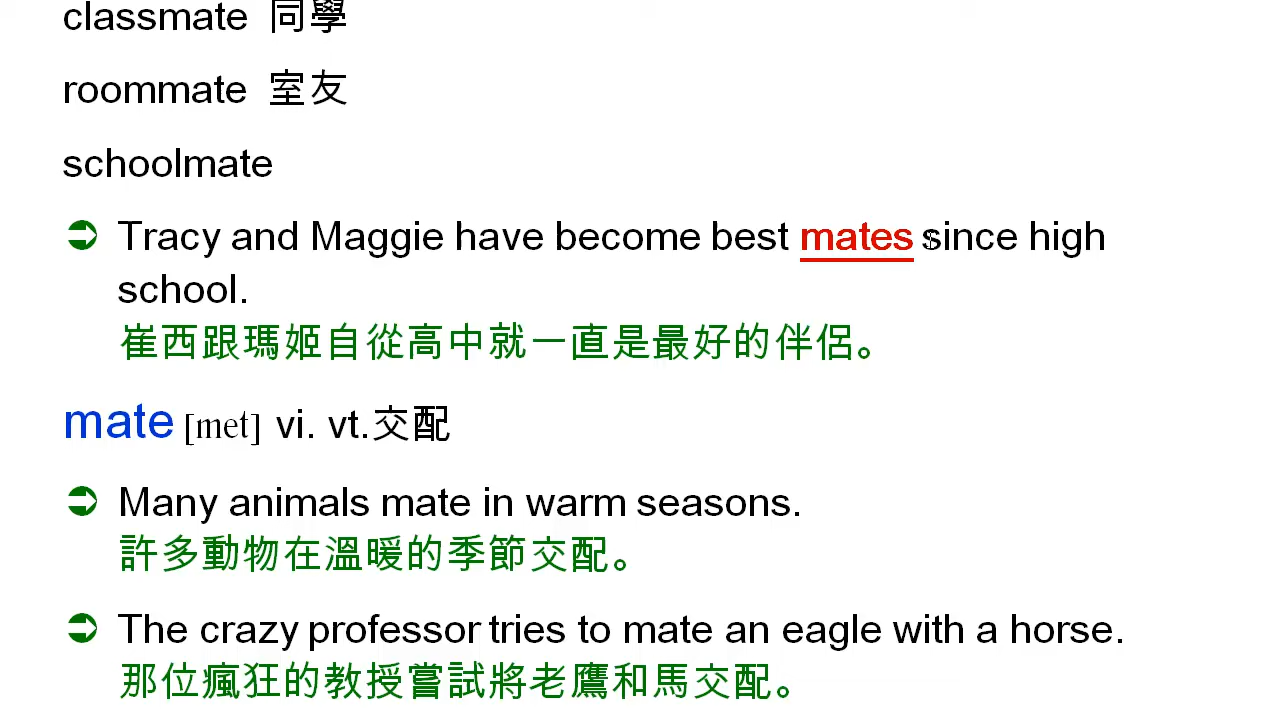 classmate 同學
roommate 室友
schoolmate
Tracy and Maggie have become best mates since high
school.
崔西跟瑪姬自從高中就一直是最好的伴侶。
mate [met] vi. vt.交配
Many animals mate in warm seasons.
許多動物在溫暖的季節交配。
The crazy professor tries to mate an eagle with a horse.
那位瘋狂的教授嘗試將老鷹和馬交配。